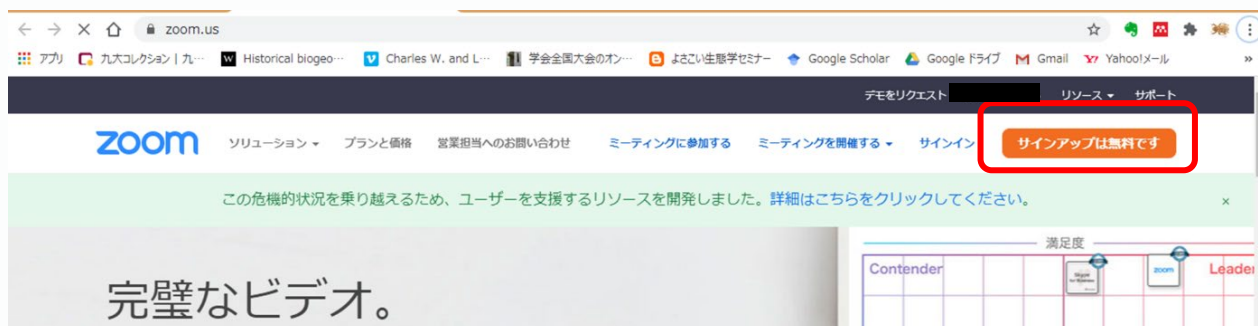 zoom.us
アプリ 九大コレクション | 九… Historical biogeo… Charles W. and L… 学会全国大会のオン… よさこい生態学セミナー Google Scholar Google ドライブ Gmail Yahoo!メール »
デモをリクエスト リソース サポート
zoom ソリューション プランと価格 営業担当へのお問い合わせ ミーティングに参加する ミーティングを開催する サインイン サインアップは無料です
この危機的状況を乗り越えるため、ユーザーを支援するリソースを開発しました。詳細はこちらをクリックしてください。 ×
満足度
Contender zoom Leader
完璧なビデオ。